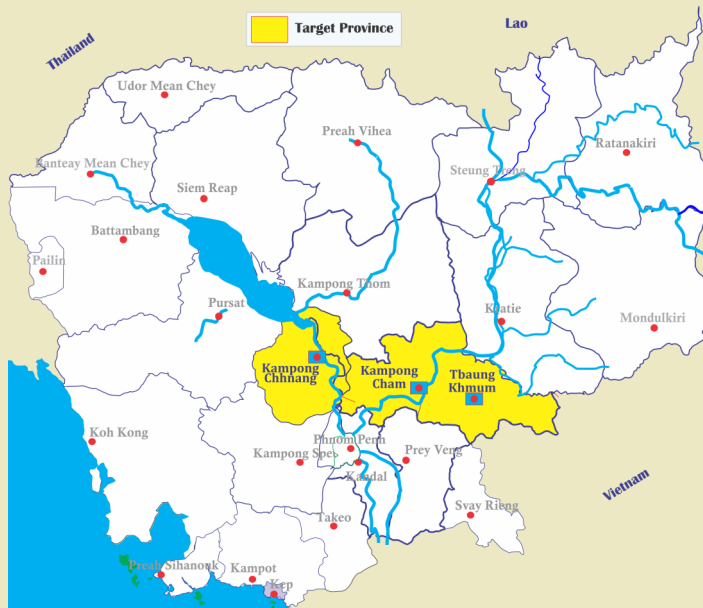 Target Province
Lao
Thailand
Udor Mean Chey
Preah Vihea
Ratanakiri
Banteay Mean Chey
Steung Treng
Siem Reap
Battambang
Pailin
Kampong Thom
Pursat
Kratie
Mondulkiri
Kampong
Chhnang
Kampong
Cham
Tbaung
Khmum
Koh Kong
Phnom Penh
Kampong Spe
Prey Veng
Kandal
Vietnam
Svay Rieng
Takeo
Preah Sihanouk
Kampot
Kep